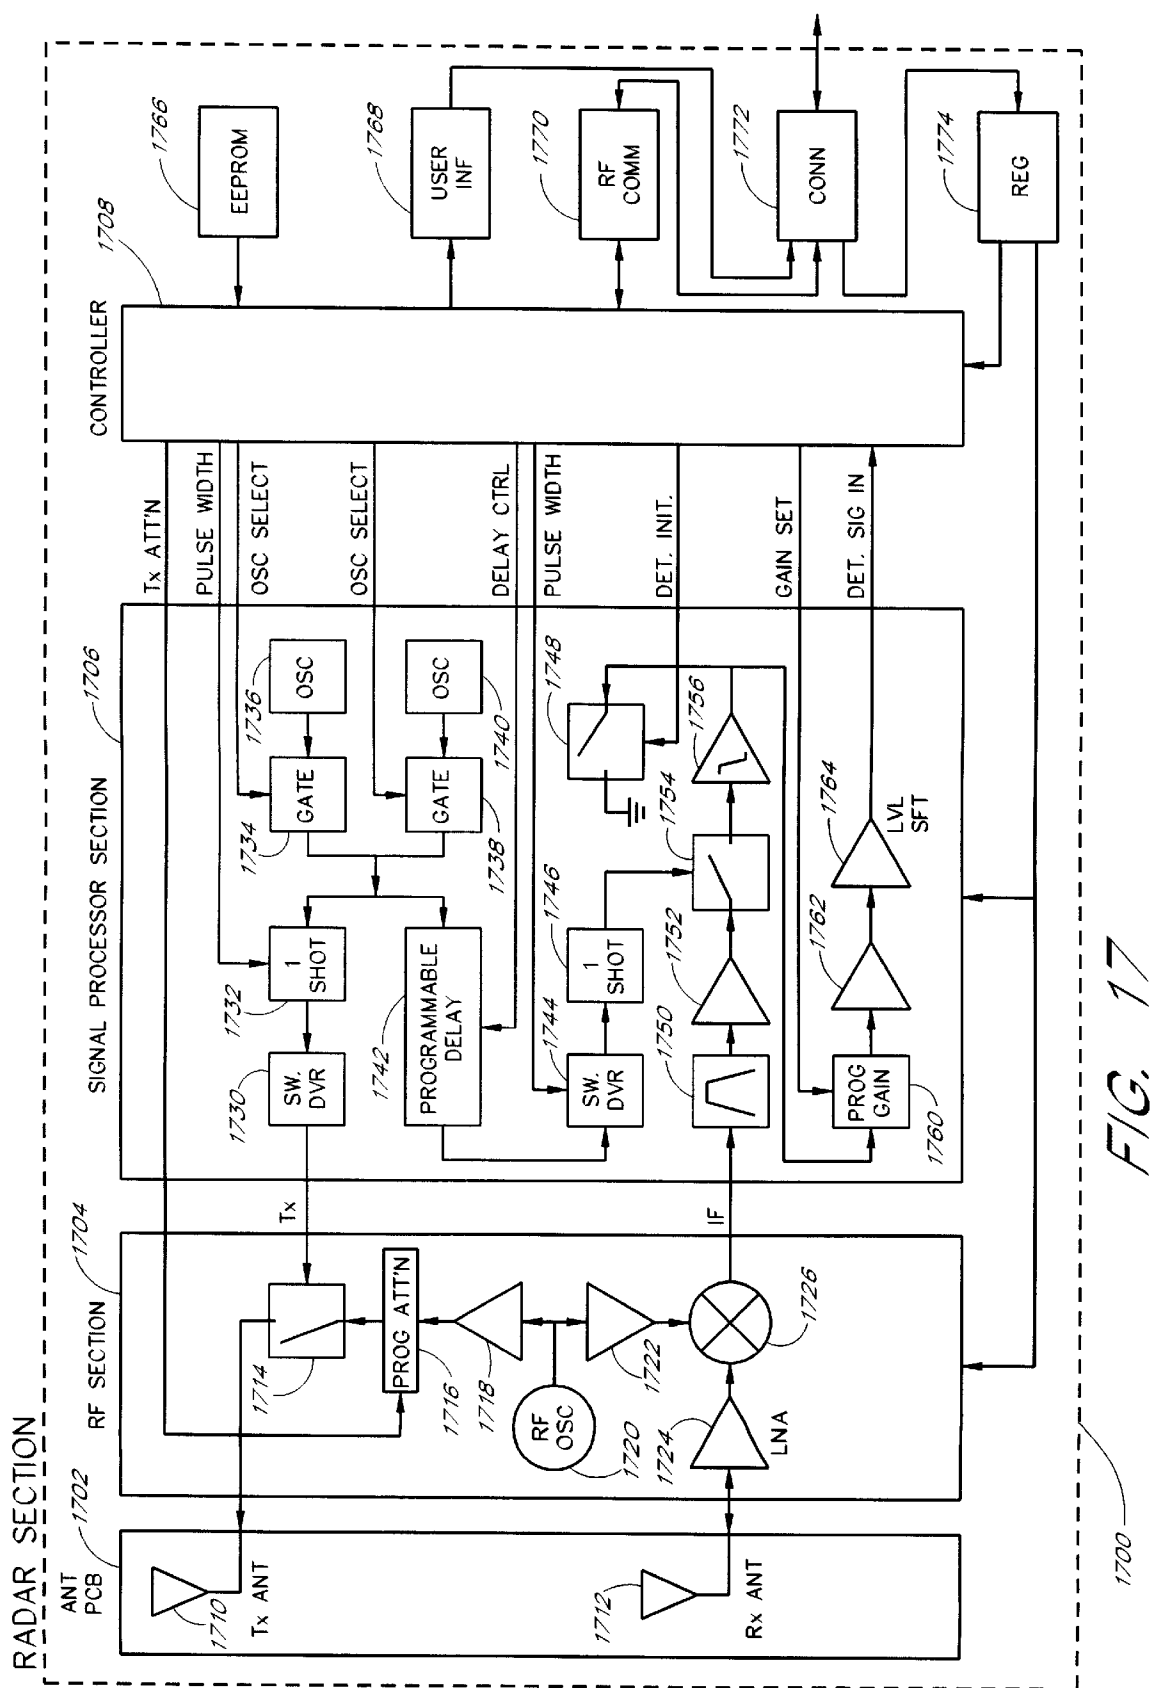 RADAR SECTION
ANT
PCB
1702
RF SECTION
1704
SIGNAL PROCESSOR SECTION
1706
CONTROLLER
1708
1710
Tx ANT
1712
Rx ANT
1714
PROG ATT'N
1716
1718
RF
OSC
1720
1722
1724
LNA
1726
Tx
IF
SW.
DVR
1730
1
SHOT
1732
GATE
1734
OSC
1736
GATE
1738
OSC
1740
PROGRAMMABLE
DELAY
1742
SW.
DVR
1744
1
SHOT
1746
1748
1750
1752
1754
1756
PROG
GAIN
1760
1762
1764
LVL
SFT
Tx ATT'N
PULSE WIDTH
OSC SELECT
OSC SELECT
DELAY CTRL
PULSE WIDTH
DET. INIT.
GAIN SET
DET. SIG IN
EEPROM
1766
USER
INF
1768
RF
COMM
1770
CONN
1772
REG
1774
1700
FIG. 17